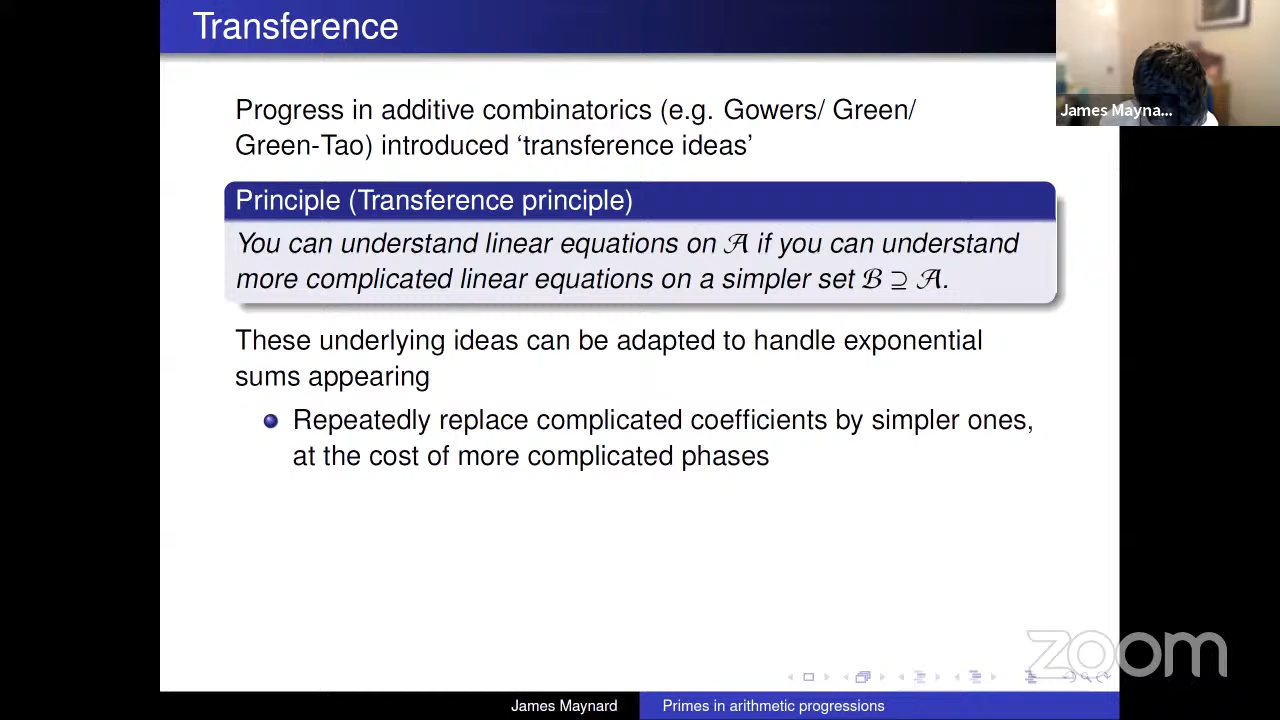 Transference
James Mayna...
Progress in additive combinatorics (e.g. Gowers/ Green/
Green-Tao) introduced ‘transference ideas’
Principle (Transference principle)
You can understand linear equations on 𝒜 if you can understand
more complicated linear equations on a simpler set ℬ ⊇ 𝒜.
These underlying ideas can be adapted to handle exponential
sums appearing
Repeatedly replace complicated coefficients by simpler ones,
at the cost of more complicated phases
zoom
James Maynard
Primes in arithmetic progressions